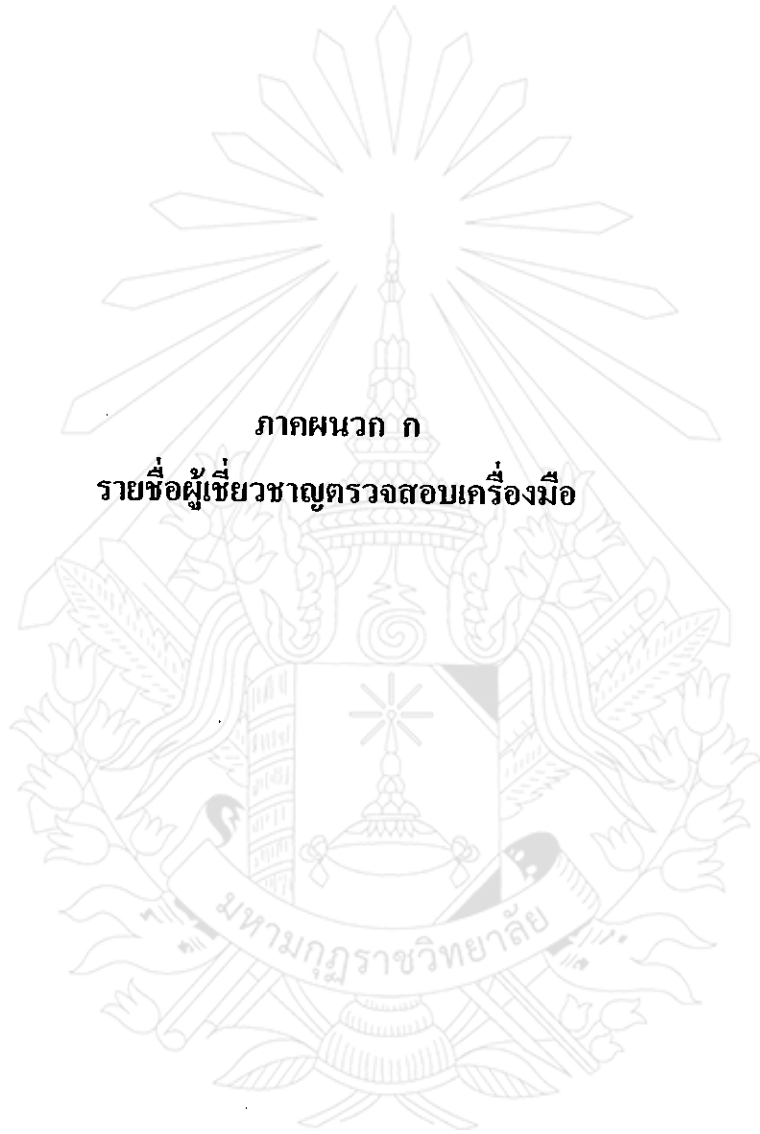 ภาคผนวก ก
รายชื่อผู้เชี่ยวชาญตรวจสอบเครื่องมือ
มหามกุฏราชวิทยาลัย